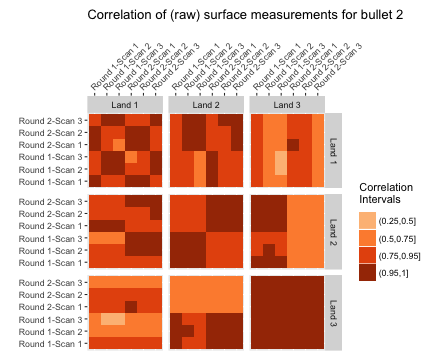 Correlation of (raw) surface measurements for bullet 2
Round 1-Scan 1 Round 1-Scan 2 Round 1-Scan 3 Round 2-Scan 1 Round 2-Scan 2 Round 2-Scan 3 Round 1-Scan 1 Round 1-Scan 2 Round 1-Scan 3 Round 2-Scan 1 Round 2-Scan 2 Round 2-Scan 3 Round 1-Scan 1 Round 1-Scan 2 Round 1-Scan 3 Round 2-Scan 1 Round 2-Scan 2 Round 2-Scan 3
Land 1 Land 2 Land 3
Round 2-Scan 3
Round 2-Scan 2
Round 2-Scan 1
Round 1-Scan 3
Round 1-Scan 2
Round 1-Scan 1
Land 1
Round 2-Scan 3
Round 2-Scan 2
Round 2-Scan 1
Round 1-Scan 3
Round 1-Scan 2
Round 1-Scan 1
Land 2
Round 2-Scan 3
Round 2-Scan 2
Round 2-Scan 1
Round 1-Scan 3
Round 1-Scan 2
Round 1-Scan 1
Land 3
Correlation
Intervals
(0.25,0.5]
(0.5,0.75]
(0.75,0.95]
(0.95,1]